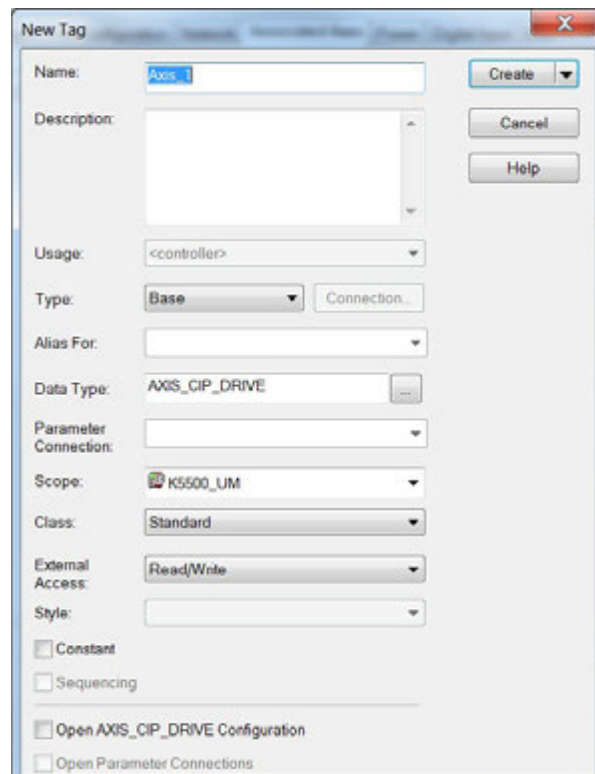 New Tag
Name: Axis_1 Create
Description: Cancel
Help
Usage: <controller>
Type: Base Connection...
Alias For:
Data Type: AXIS_CIP_DRIVE ...
Parameter
Connection:
Scope: K5500_UM
Class: Standard
External
Access: Read/Write
Style:
Constant
Sequencing
Open AXIS_CIP_DRIVE Configuration
Open Parameter Connections